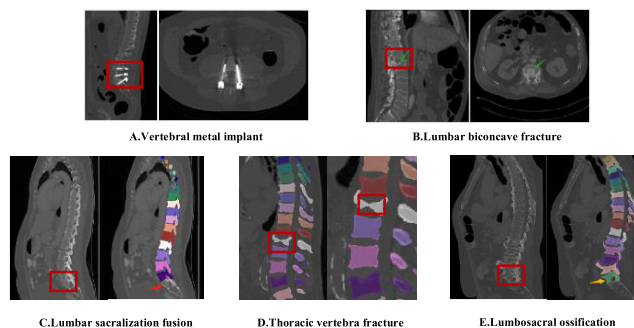 A.Vertebral metal implant
B.Lumbar biconcave fracture
C.Lumbar sacralization fusion
D.Thoracic vertebra fracture
E.Lumbosacral ossification